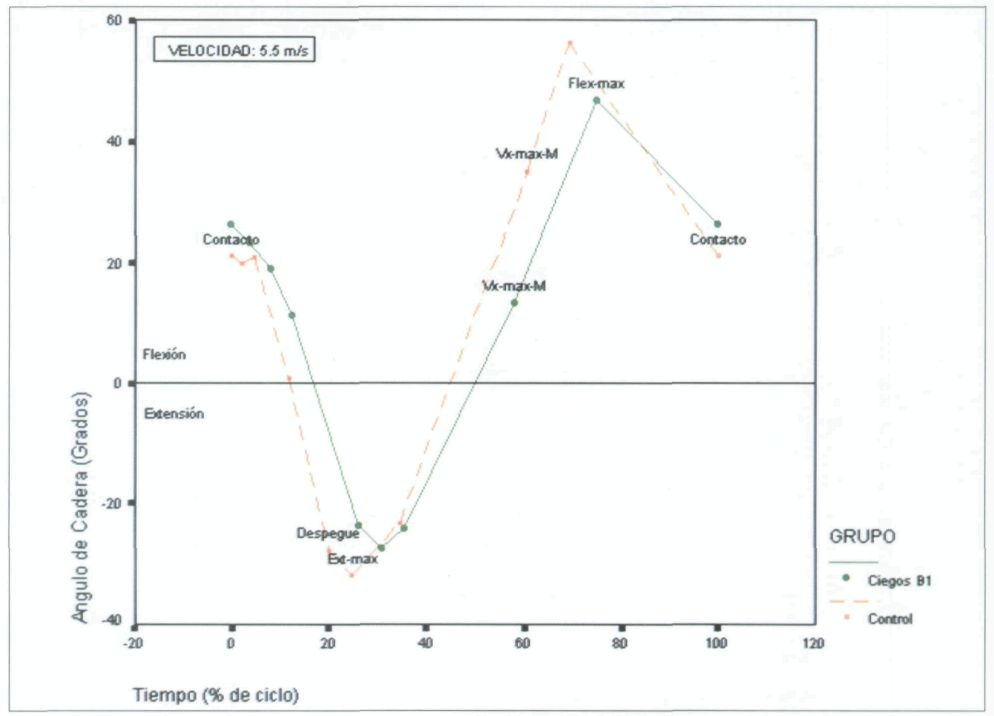 60
VELOCIDAD: 5.5 m/s
Flex-max
40
Vx-max-M
Contacto
Contacto
20
Vx-max-M
Flexión
0
Extensión
-20
Despegue
Ext-max
-40
-20 0 20 40 60 80 100 120
Angulo de Cadera (Grados)
Tiempo (% de ciclo)
GRUPO
Ciegos B1
Control